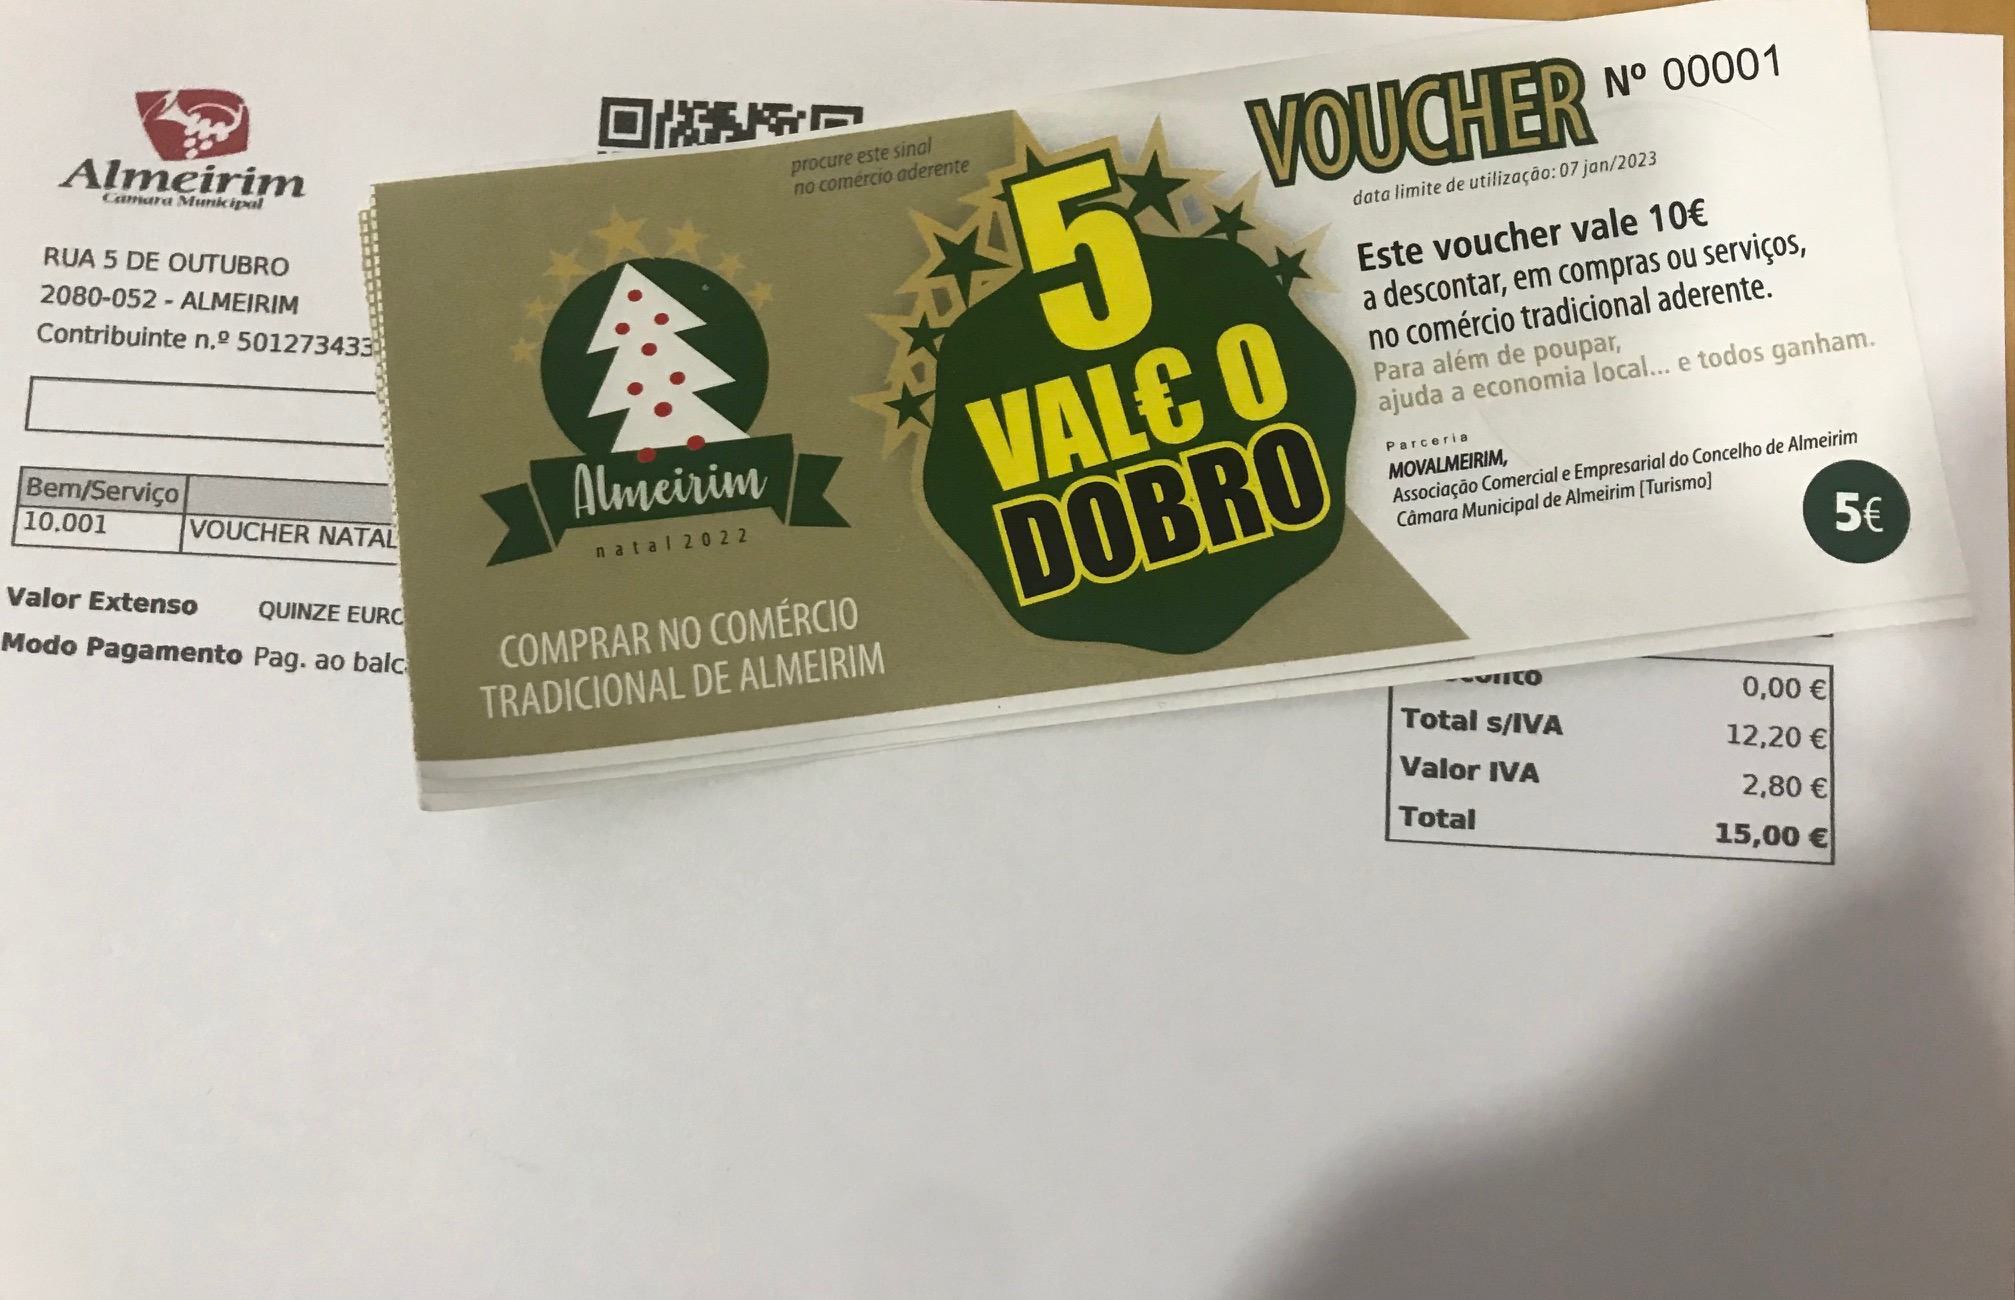 Almeirim
Câmara Municipal
RUA 5 DE OUTUBRO
2080-052 - ALMEIRIM
Contribuinte n.º 501273433
Bem/Serviço
10.001 VOUCHER NATAL
Valor Extenso QUINZE EURO
Modo Pagamento Pag. ao balc
procure este sinal
no comércio aderente
Almeirim
natal 2022
COMPRAR NO COMÉRCIO
TRADICIONAL DE ALMEIRIM
5
VAL€ O
DOBRO
VOUCHER Nº 00001
data limite de utilização: 07 jan/2023
Este voucher vale 10€
a descontar, em compras ou serviços,
no comércio tradicional aderente.
Para além de poupar,
ajuda a economia local... e todos ganham.
Parceria
MOVALMEIRIM,
Associação Comercial e Empresarial do Concelho de Almeirim
Câmara Municipal de Almeirim [Turismo]
5€
0,00 €
Total s/IVA 12,20 €
Valor IVA 2,80 €
Total 15,00 €